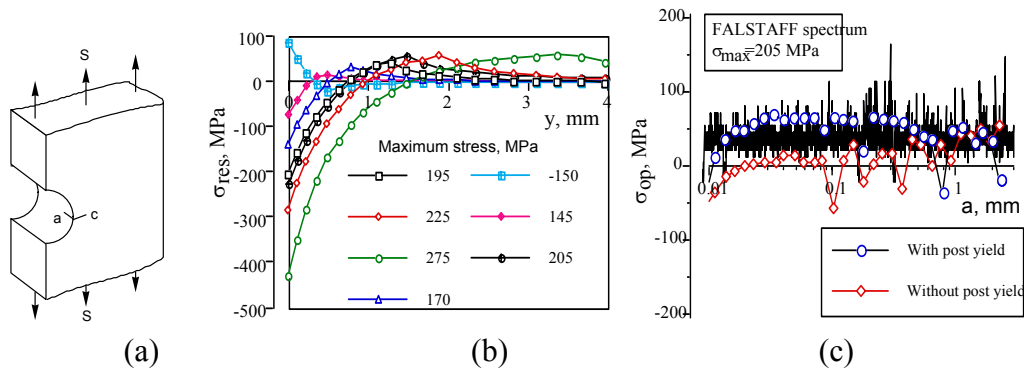 S
S
a
c
S
S
(a)
100
0
-100
-200
-300
-400
-500
σres, MPa
0
1
2
3
4
y, mm
Maximum stress, MPa
195
-150
225
145
275
205
170
(b)
200
100
0
-100
-200
σop, MPa
FALSTAFF spectrum
σmax=205 MPa
0.01
0.1
1
a, mm
With post yield
Without post yield
(c)